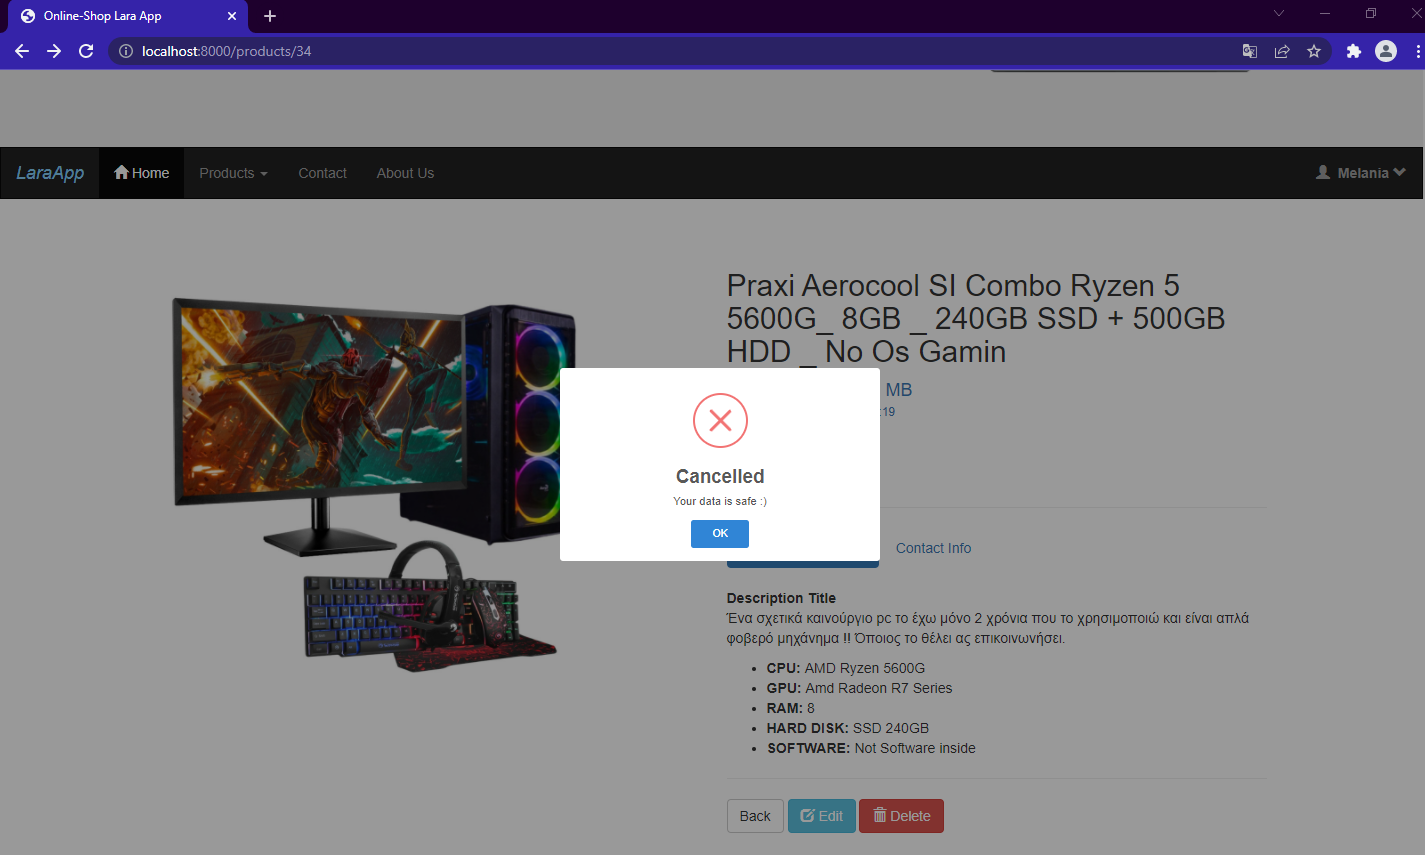 Online-Shop Lara App
localhost:8000/products/34
LaraApp
Home
Products
Contact
About Us
Melania
Praxi Aerocool SI Combo Ryzen 5
5600G_ 8GB _ 240GB SSD + 500GB
HDD _ No Os Gamin
MB
:19
Cancelled
Your data is safe :)
OK
Contact Info
Description Title
Ένα σχετικά καινούργιο pc το έχω μόνο 2 χρόνια που το χρησιμοποιώ και είναι απλά
φοβερό μηχάνημα !! Όποιος το θέλει ας επικοινωνήσει.
CPU: AMD Ryzen 5600G
GPU: Amd Radeon R7 Series
RAM: 8
HARD DISK: SSD 240GB
SOFTWARE: Not Software inside
Back
Edit
Delete